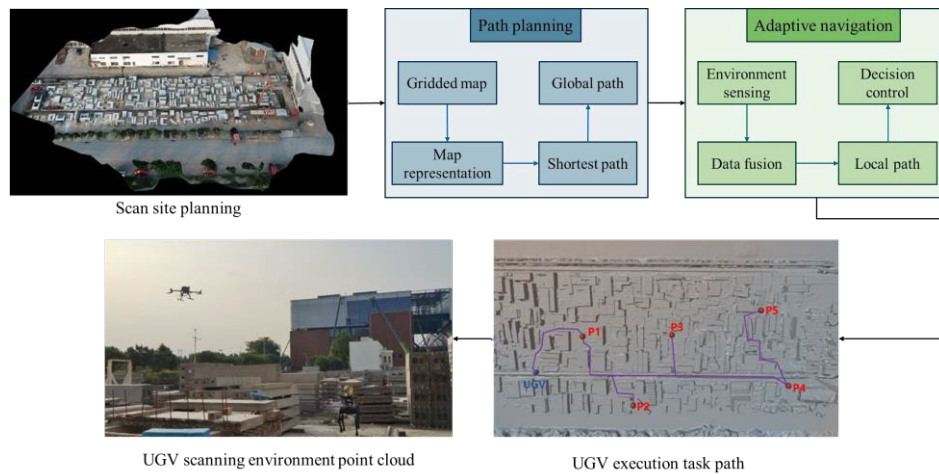 Path planning
Adaptive navigation
Gridded map
Global path
Environment
sensing
Decision
control
Map
representation
Shortest path
Data fusion
Local path
Scan site planning
P1
P3
P5
UGV
P2
P4
UGV scanning environment point cloud
UGV execution task path